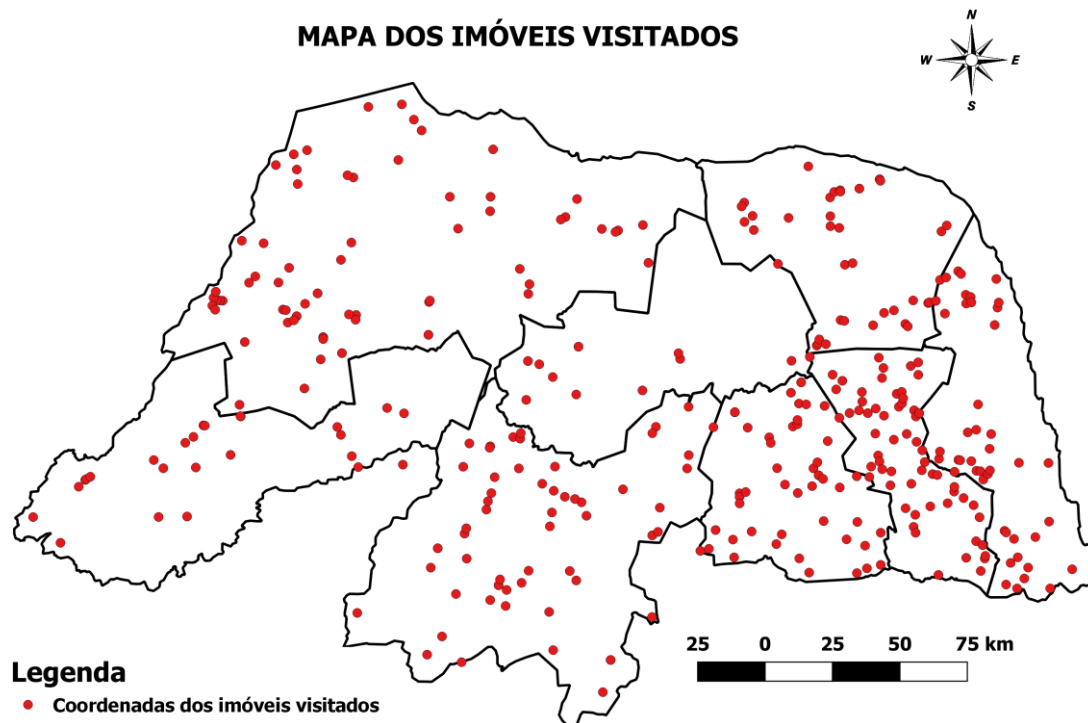 MAPA DOS IMÓVEIS VISITADOS
N
W E
S
25 0 25 50 75 km
Legenda
Coordenadas dos imóveis visitados